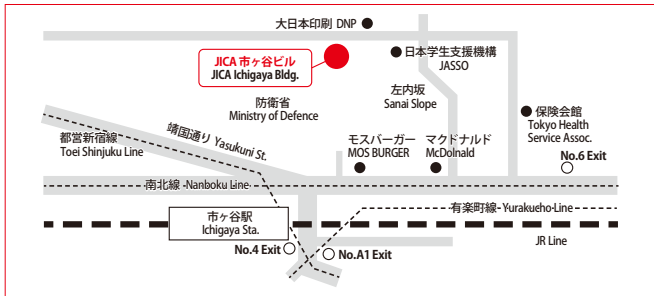 大日本印刷 DNP
JICA 市ヶ谷ビル
JICA Ichigaya Bldg.
日本学生支援機構
JASSO
左内坂
Sanai Slope
防衛省
Ministry of Defence
靖国通り Yasukuni St.
都営新宿線
Toei Shinjuku Line
モスバーガー
MOS BURGER
マクドナルド
McDolnald
保険会館
Tokyo Health
Service Assoc.
No.6 Exit
南北線 Nanboku Line
市ヶ谷駅
Ichigaya Sta.
有楽町線 Yurakueho Line
JR Line
No.4 Exit
No.A1 Exit